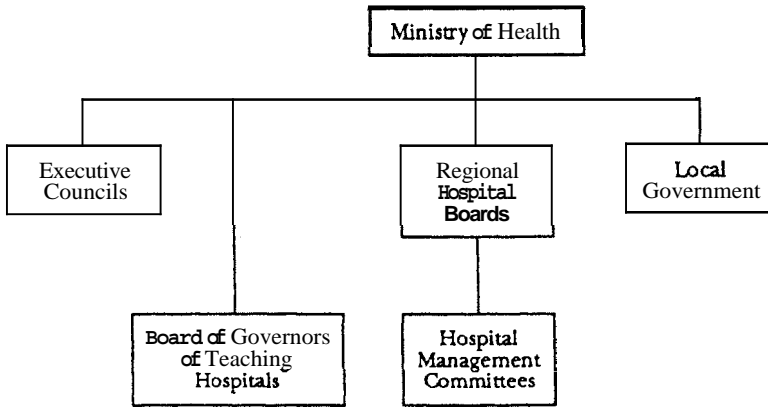 Ministry of Health
Executive
Councils
Regional
Hospital
Boards
Local
Government
Board of Governors
of Teaching
Hospitals
Hospital
Management
Committees